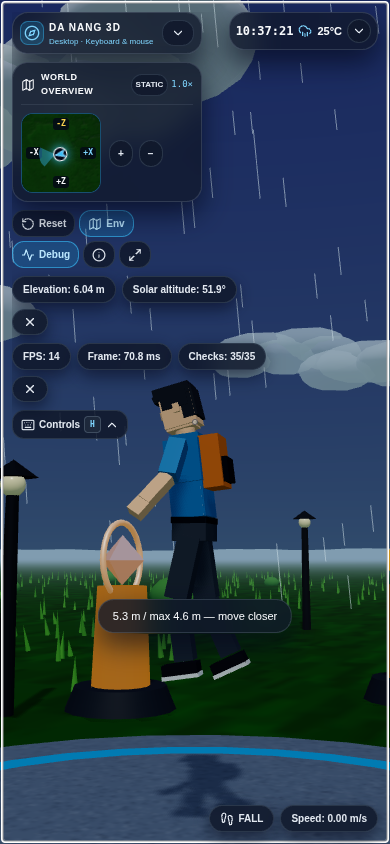 DA NANG 3D
Desktop · Keyboard & mouse
10:37:21 25°C
WORLD
OVERVIEW
STATIC 1.0×
-Z
-X +X
+Z
+ −
Reset Env
Debug
Elevation: 6.04 m Solar altitude: 51.9°
FPS: 14 Frame: 70.8 ms Checks: 35/35
Controls H
5.3 m / max 4.6 m — move closer
FALL Speed: 0.00 m/s